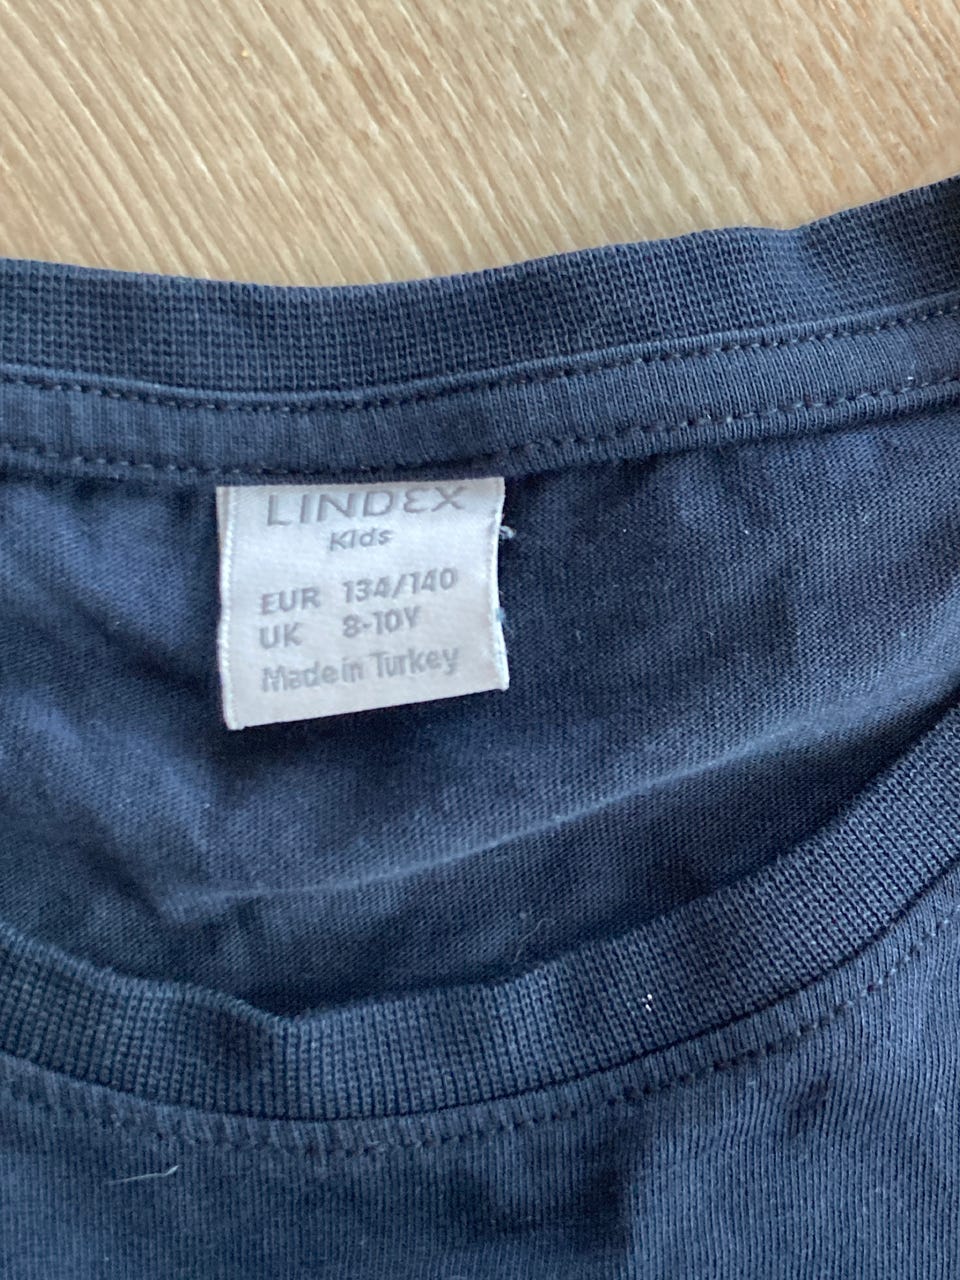 LINDEX
Kids
EUR 134/140
UK 8-10Y
Made in Turkey